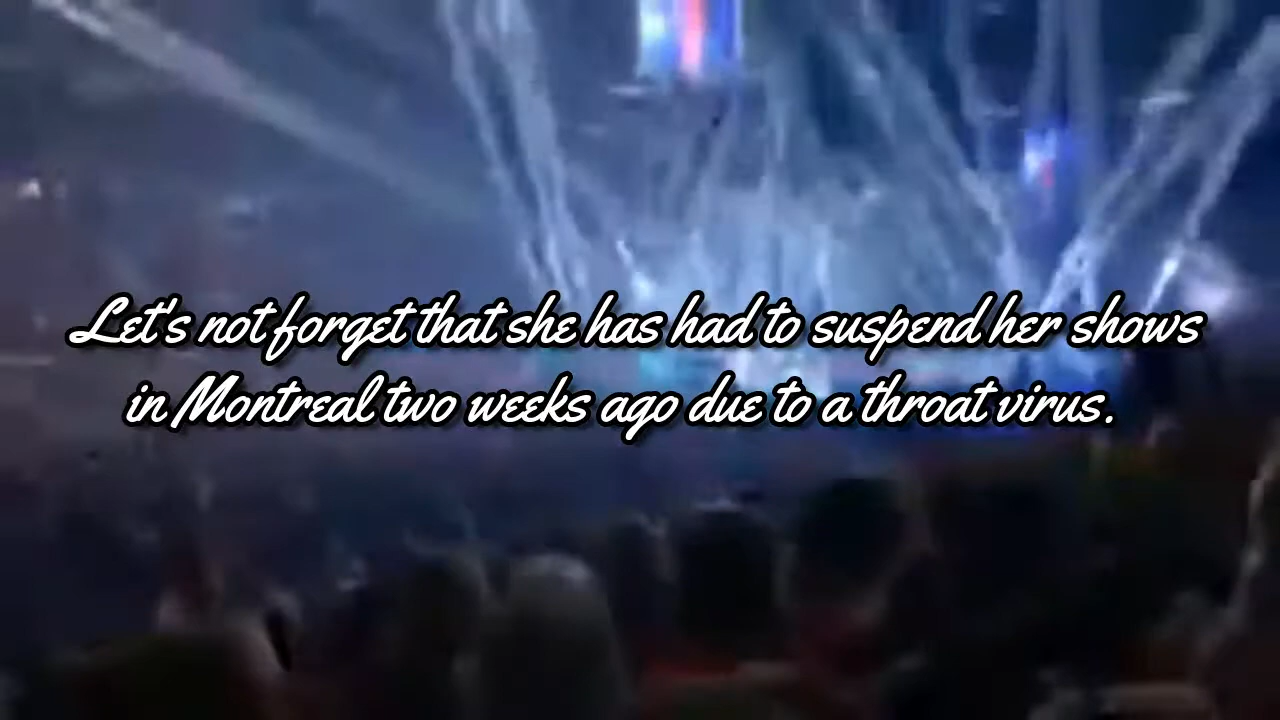 Let's not forget that she has had to suspend her shows
in Montreal two weeks ago due to a throat virus.